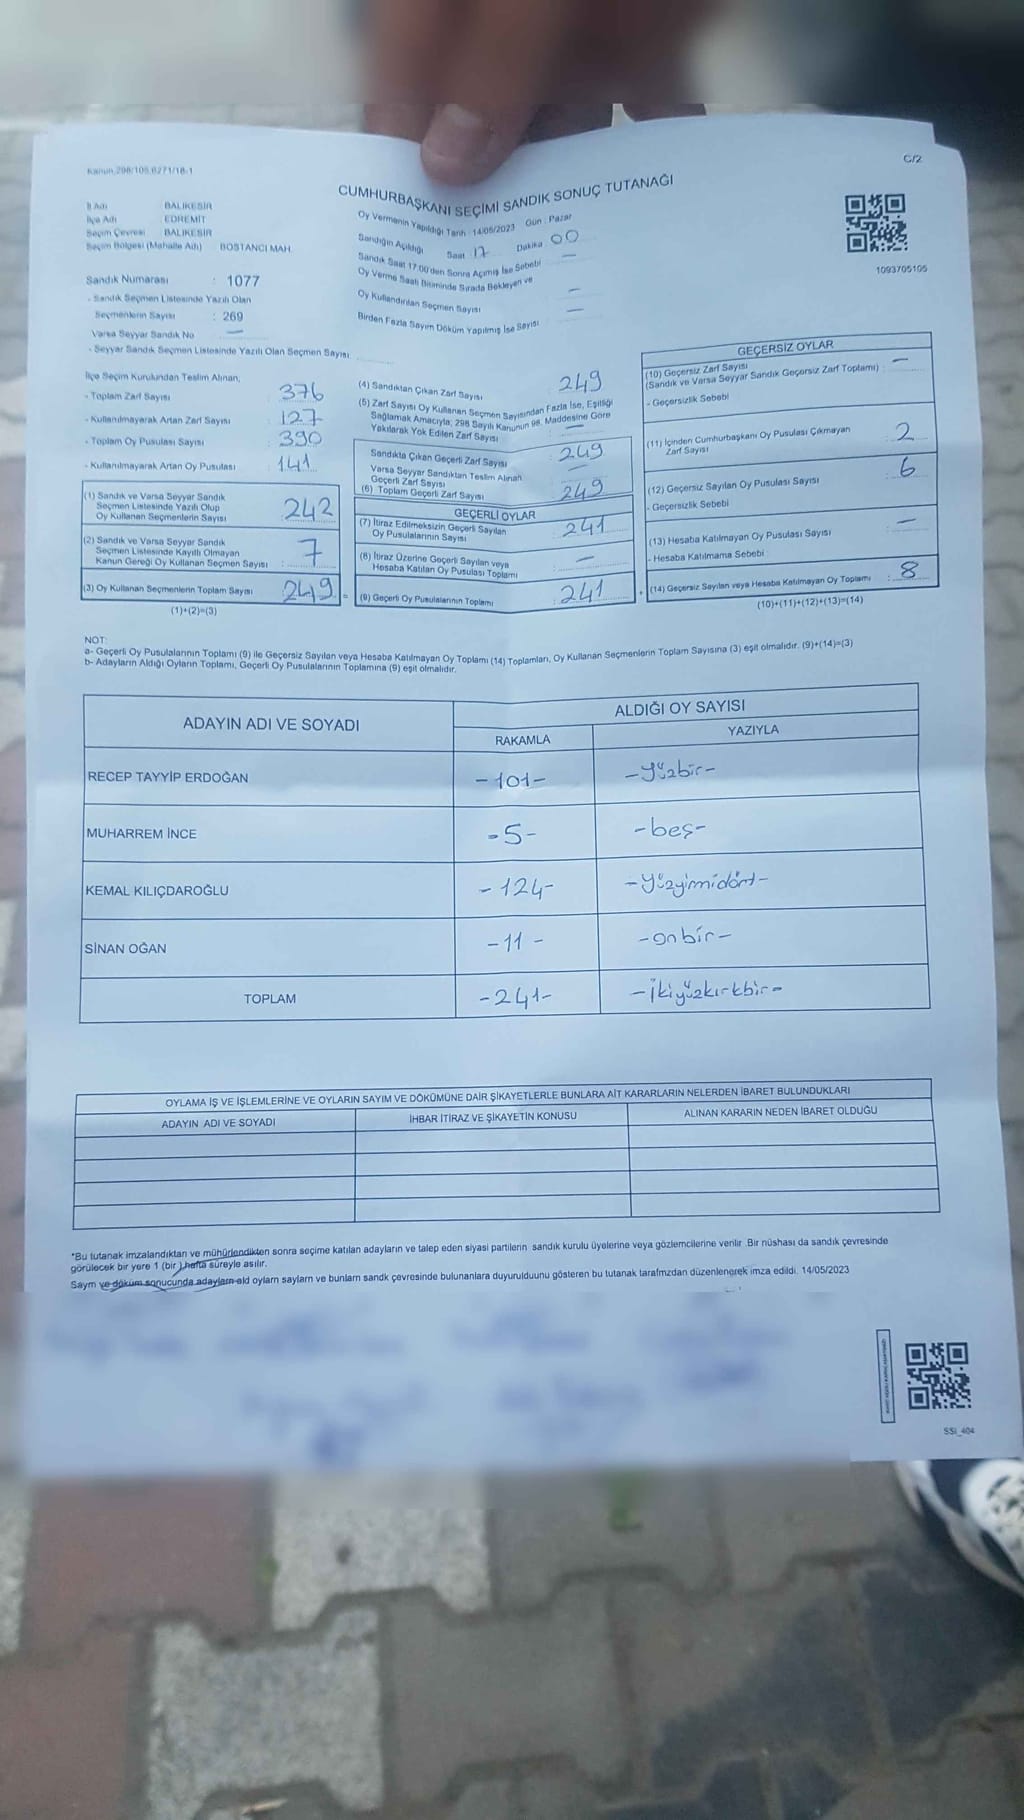 Kanun 298/105,6271/18-1
C/2
CUMHURBAŞKANI SEÇİMİ SANDIK SONUÇ TUTANAĞI
İl Adı BALIKESİR
İlçe Adı EDREMİT
Seçim Çevresi BALIKESİR
Seçim Bölgesi (Mahalle Adı) BOSTANCI MAH.
Oy Vermenin Yapıldığı Tarih : 14/05/2023 Gün : Pazar
Sandığın Açıldığı Saat 17 Dakika 00
Sandık Saat 17:00'den Sonra Açımış İse Sebebi —
Oy Verme Saati Bitiminde Sırada Bekleyen ve
Oy Kullandırılan Seçmen Sayısı —
Birden Fazla Sayım Döküm Yapılmış İse Sayısı —
1093705105
Sandık Numarası : 1077
- Sandık Seçmen Listesinde Yazılı Olan
Seçmenlerin Sayısı : 269
Varsa Seyyar Sandık No —
- Seyyar Sandık Seçmen Listesinde Yazılı Olan Seçmen Sayısı
İlçe Seçim Kurulundan Teslim Alınan;
- Toplam Zarf Sayısı : 376
- Kullanılmayarak Artan Zarf Sayısı : 127
- Toplam Oy Pusulası Sayısı : 390
- Kullanılmayarak Artan Oy Pusulası : 141
(1) Sandık ve Varsa Seyyar Sandık
Seçmen Listesinde Yazılı Olup
Oy Kullanan Seçmenlerin Sayısı : 242
(2) Sandık ve Varsa Seyyar Sandık
Seçmen Listesinde Kayıtlı Olmayan
Kanun Gereği Oy Kullanan Seçmen Sayısı : 7
(3) Oy Kullanan Seçmenlerin Toplam Sayısı : 249 =
(1)+(2)=(3)
(4) Sandıktan Çıkan Zarf Sayısı : 249
(5) Zarf Sayısı Oy Kullanan Seçmen Sayısından Fazla İse, Eşitliği
Sağlamak Amacıyla, 298 Sayılı Kanunun 98. Maddesine Göre
Yakılarak Yok Edilen Zarf Sayısı : —
Sandıkta Çıkan Geçerli Zarf Sayısı : 249
Varsa Seyyar Sandıktan Teslim Alınan
Geçerli Zarf Sayısı —
(6) Toplam Geçerli Zarf Sayısı : 249
GEÇERLİ OYLAR
(7) İtiraz Edilmeksizin Geçerli Sayılan
Oy Pusulalarının Sayısı : 241
(8) İtiraz Üzerine Geçerli Sayılan veya
Hesaba Katılan Oy Pusulası Toplamı : —
(9) Geçerli Oy Pusulalarının Toplamı : 241 +
GEÇERSİZ OYLAR
(10) Geçersiz Zarf Sayısı
(Sandık ve Varsa Seyyar Sandık Geçersiz Zarf Toplamı) : —
- Geçersizlik Sebebi
(11) İçinden Cumhurbaşkanı Oy Pusulası Çıkmayan
Zarf Sayısı : 2
(12) Geçersiz Sayılan Oy Pusulası Sayısı : 6
- Geçersizlik Sebebi
(13) Hesaba Katılmayan Oy Pusulası Sayısı : —
- Hesaba Katılmama Sebebi :
(14) Geçersiz Sayılan veya Hesaba Katılmayan Oy Toplamı : 8
(10)+(11)+(12)+(13)=(14)
NOT:
a- Geçerli Oy Pusulalarının Toplamı (9) ile Geçersiz Sayılan veya Hesaba Katılmayan Oy Toplamı (14) Toplamları, Oy Kullanan Seçmenlerin Toplam Sayısına (3) eşit olmalıdır. (9)+(14)=(3)
b- Adayların Aldığı Oyların Toplamı, Geçerli Oy Pusulalarının Toplamına (9) eşit olmalıdır.
ADAYIN ADI VE SOYADI ALDIĞI OY SAYISI
RAKAMLA YAZIYLA
RECEP TAYYİP ERDOĞAN -101- -yüzbir-
MUHARREM İNCE -5- -beş-
KEMAL KILIÇDAROĞLU -124- -yüzyimidört-
SİNAN OĞAN -11- -onbir-
TOPLAM -241- -ikiyüzkırkbir-
OYLAMA İŞ VE İŞLEMLERİNE VE OYLARIN SAYIM VE DÖKÜMÜNE DAİR ŞİKAYETLERLE BUNLARA AİT KARARLARIN NELERDEN İBARET BULUNDUKLARI
ADAYIN ADI VE SOYADI İHBAR İTİRAZ VE ŞİKAYETİN KONUSU ALINAN KARARIN NEDEN İBARET OLDUĞU
*Bu tutanak imzalandıktan ve mühürlendikten sonra seçime katılan adayların ve talep eden siyasi partilerin sandık kurulu üyelerine veya gözlemcilerine verilir. Bir nüshası da sandık çevresinde
görülecek bir yere 1 (bir) hafta süreyle asılır.
Saym ve döküm sonucunda adaylarn ald oylarn saylarn ve bunlarn sandk çevresinde bulunanlara duyurulduunu gösteren bu tutanak tarafmzdan düzenlenerek imza edildi. 14/05/2023
SSI_404